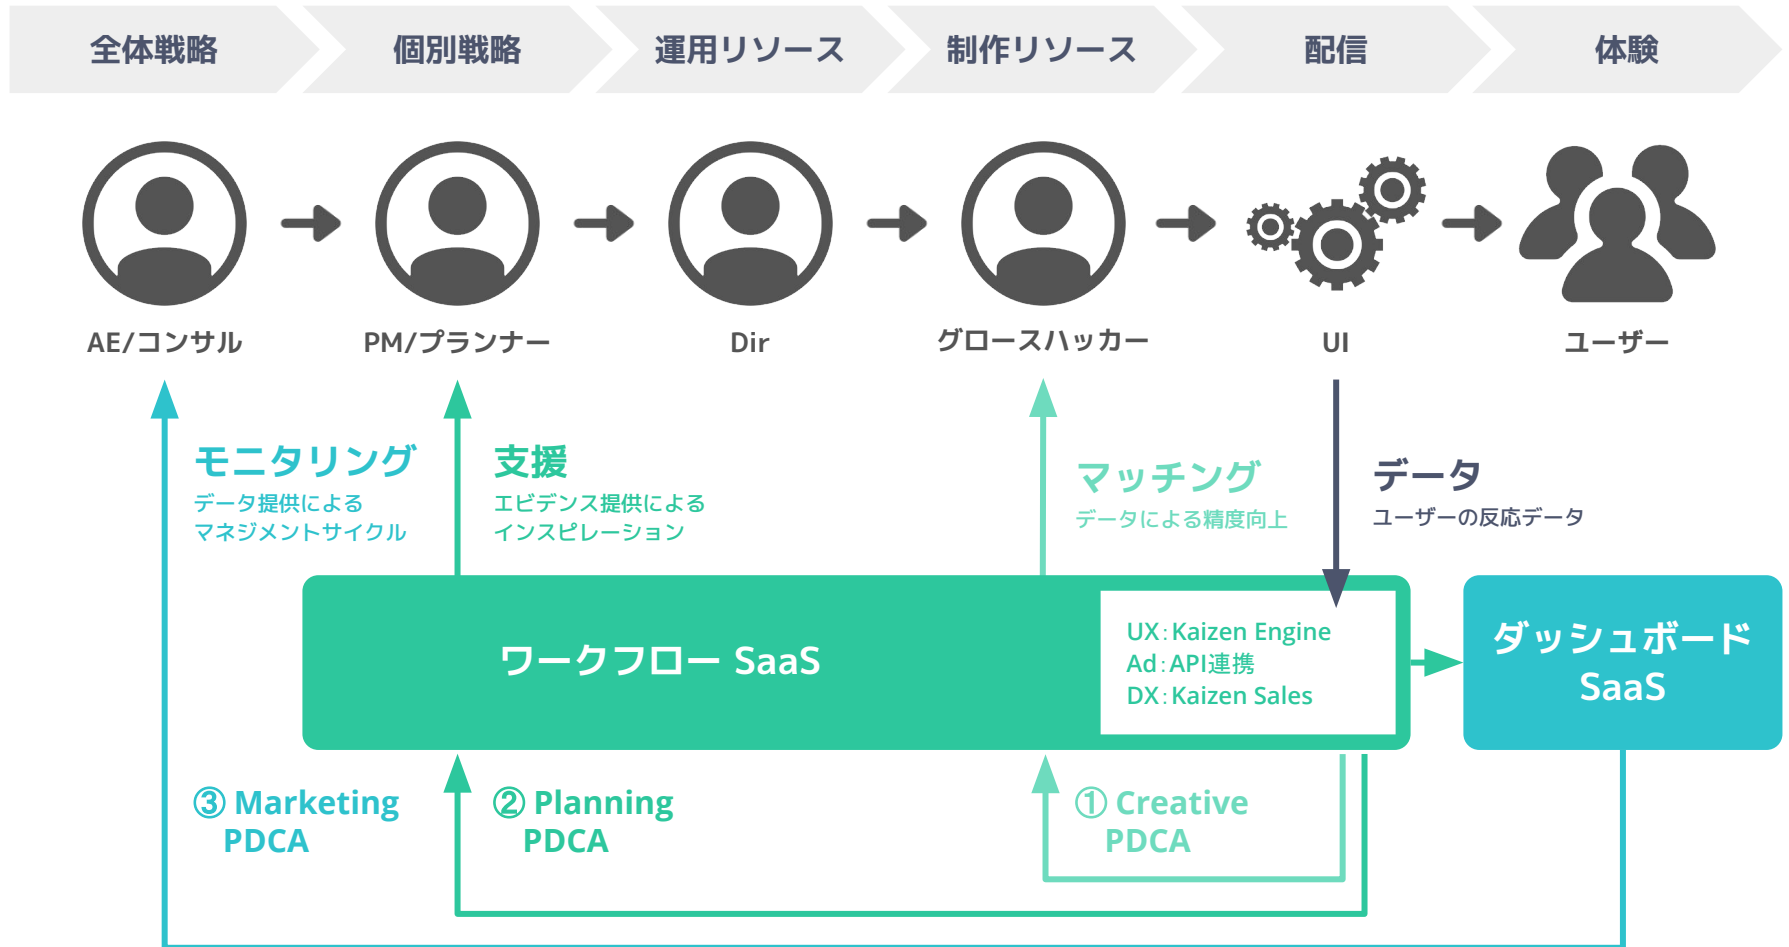 全体戦略
個別戦略
運用リソース
制作リソース
配信
体験
AE/コンサル
PM/プランナー
Dir
グロースハッカー
UI
ユーザー
モニタリング
データ提供による
マネジメントサイクル
支援
エビデンス提供による
インスピレーション
マッチング
データによる精度向上
データ
ユーザーの反応データ
ワークフロー SaaS
UX：Kaizen Engine
Ad：API連携
DX：Kaizen Sales
ダッシュボード
SaaS
③ Marketing
PDCA
② Planning
PDCA
① Creative
PDCA